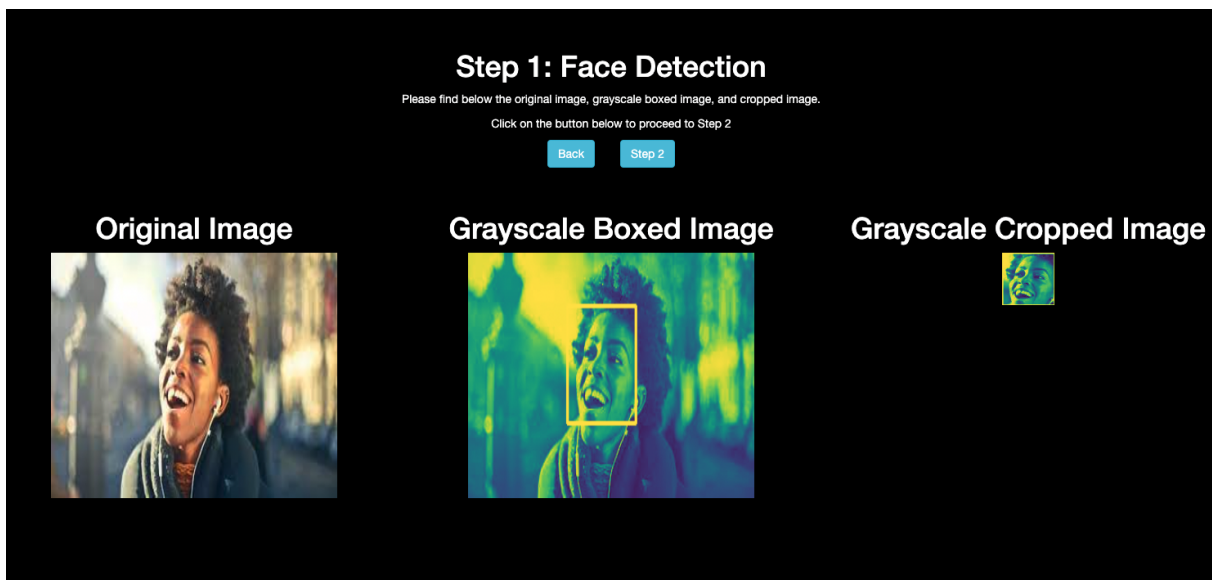 Step 1: Face Detection
Please find below the original image, grayscale boxed image, and cropped image.
Click on the button below to proceed to Step 2
Back
Step 2
Original Image
Grayscale Boxed Image
Grayscale Cropped Image